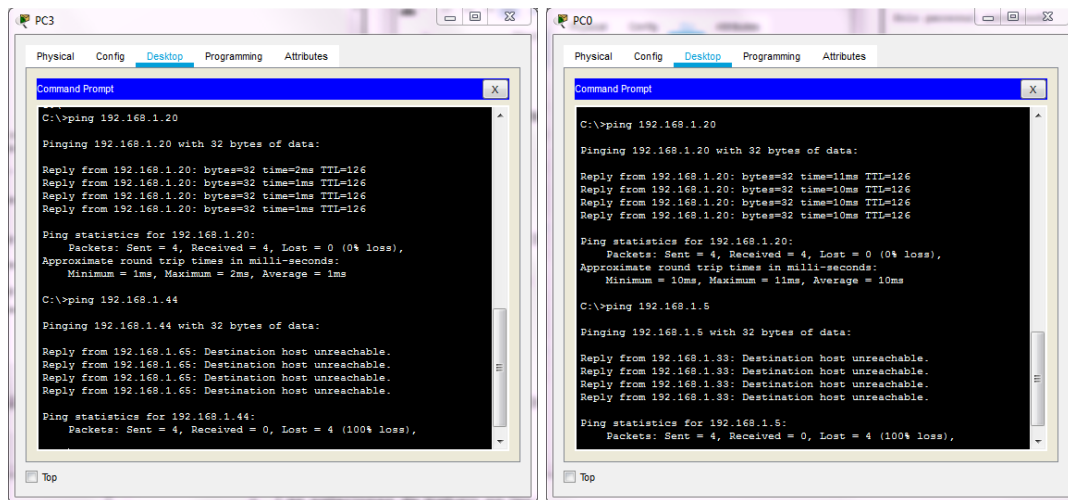 PC3
Physical Config Desktop Programming Attributes
Command Prompt
X
C:\>ping 192.168.1.20
Pinging 192.168.1.20 with 32 bytes of data:
Reply from 192.168.1.20: bytes=32 time=2ms TTL=126
Reply from 192.168.1.20: bytes=32 time=1ms TTL=126
Reply from 192.168.1.20: bytes=32 time=1ms TTL=126
Reply from 192.168.1.20: bytes=32 time=1ms TTL=126
Ping statistics for 192.168.1.20:
Packets: Sent = 4, Received = 4, Lost = 0 (0% loss),
Approximate round trip times in milli-seconds:
Minimum = 1ms, Maximum = 2ms, Average = 1ms
C:\>ping 192.168.1.44
Pinging 192.168.1.44 with 32 bytes of data:
Reply from 192.168.1.65: Destination host unreachable.
Reply from 192.168.1.65: Destination host unreachable.
Reply from 192.168.1.65: Destination host unreachable.
Reply from 192.168.1.65: Destination host unreachable.
Ping statistics for 192.168.1.44:
Packets: Sent = 4, Received = 0, Lost = 4 (100% loss),
Top
PC0
Physical Config Desktop Programming Attributes
Command Prompt
X
C:\>ping 192.168.1.20
Pinging 192.168.1.20 with 32 bytes of data:
Reply from 192.168.1.20: bytes=32 time=11ms TTL=126
Reply from 192.168.1.20: bytes=32 time=10ms TTL=126
Reply from 192.168.1.20: bytes=32 time=10ms TTL=126
Reply from 192.168.1.20: bytes=32 time=10ms TTL=126
Ping statistics for 192.168.1.20:
Packets: Sent = 4, Received = 4, Lost = 0 (0% loss),
Approximate round trip times in milli-seconds:
Minimum = 10ms, Maximum = 11ms, Average = 10ms
C:\>ping 192.168.1.5
Pinging 192.168.1.5 with 32 bytes of data:
Reply from 192.168.1.33: Destination host unreachable.
Reply from 192.168.1.33: Destination host unreachable.
Reply from 192.168.1.33: Destination host unreachable.
Reply from 192.168.1.33: Destination host unreachable.
Ping statistics for 192.168.1.5:
Packets: Sent = 4, Received = 0, Lost = 4 (100% loss),
Top